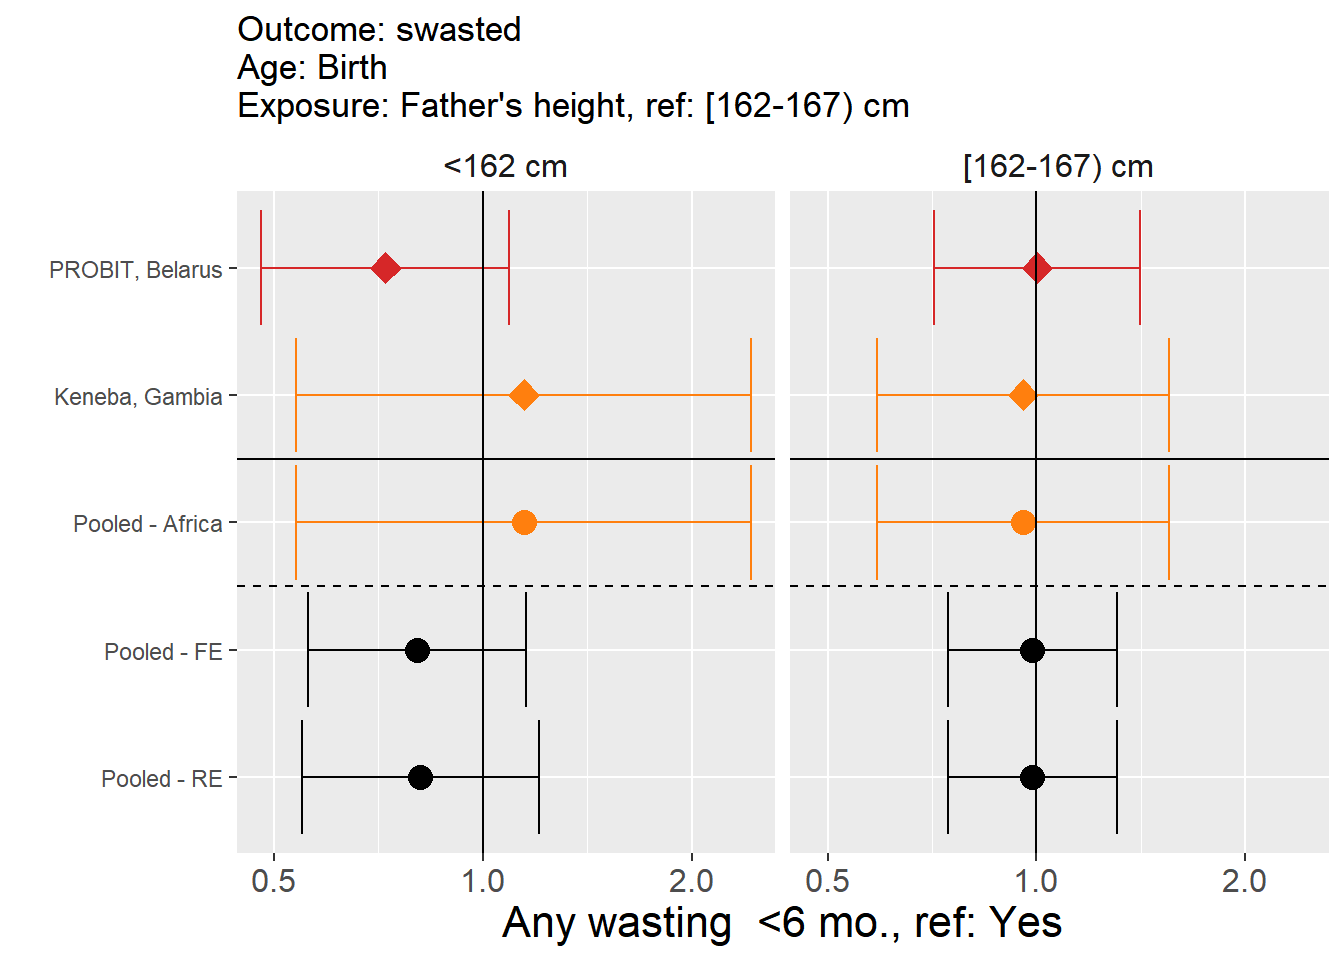 Outcome: swasted
Age: Birth
Exposure: Father's height, ref: [162-167) cm
<162 cm
[162-167) cm
PROBIT, Belarus
Keneba, Gambia
Pooled - Africa
Pooled - FE
Pooled - RE
0.5 1.0 2.0 0.5 1.0 2.0
Any wasting  <6 mo., ref: Yes